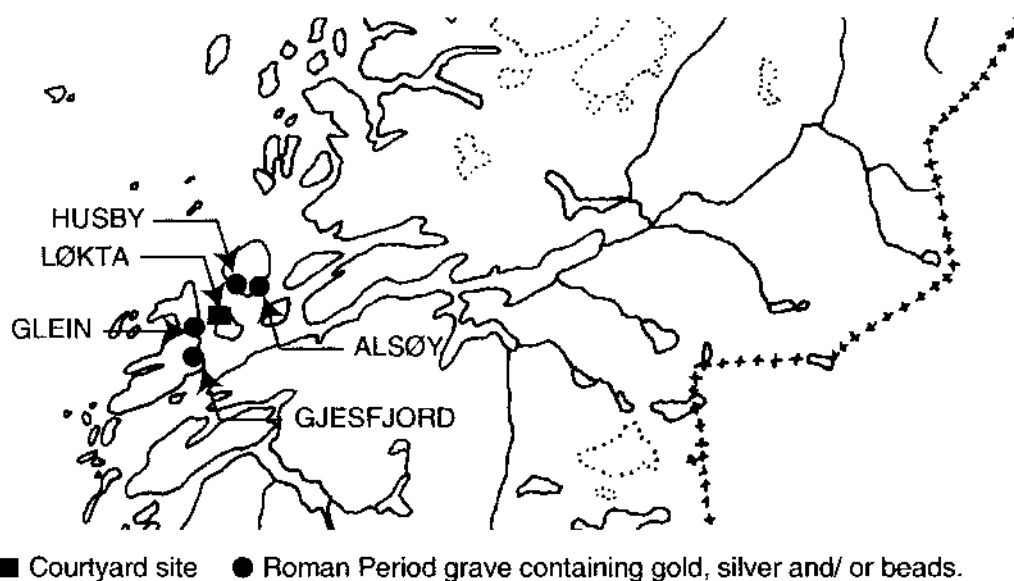 HUSBY
LØKTA
GLEIN
ALSØY
GJESFJORD
Courtyard site
Roman Period grave containing gold, silver and/ or beads.